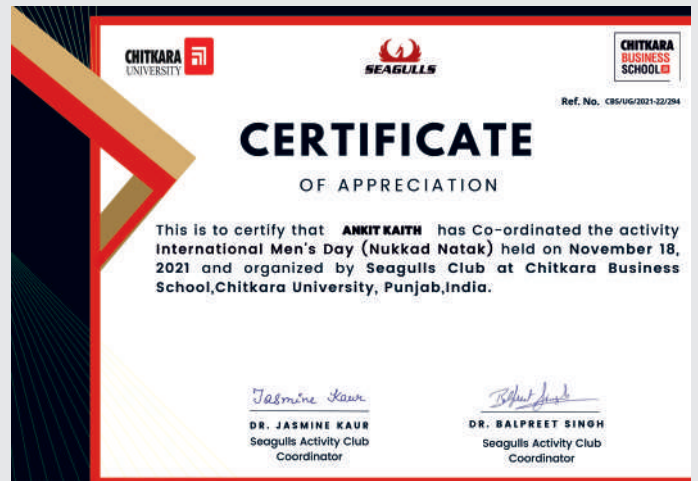 CHITKARA
UNIVERSITY
SEAGULLS
CHITKARA
BUSINESS
SCHOOL
Ref. No. CBS/UG/2021-22/294
CERTIFICATE
OF APPRECIATION
This is to certify that ANKIT KAITH has Co-ordinated the activity
International Men's Day (Nukkad Natak) held on November 18,
2021 and organized by Seagulls Club at Chitkara Business
School,Chitkara University, Punjab,India.
Jasmine Kaur
DR. JASMINE KAUR
Seagulls Activity Club
Coordinator
DR. BALPREET SINGH
Seagulls Activity Club
Coordinator